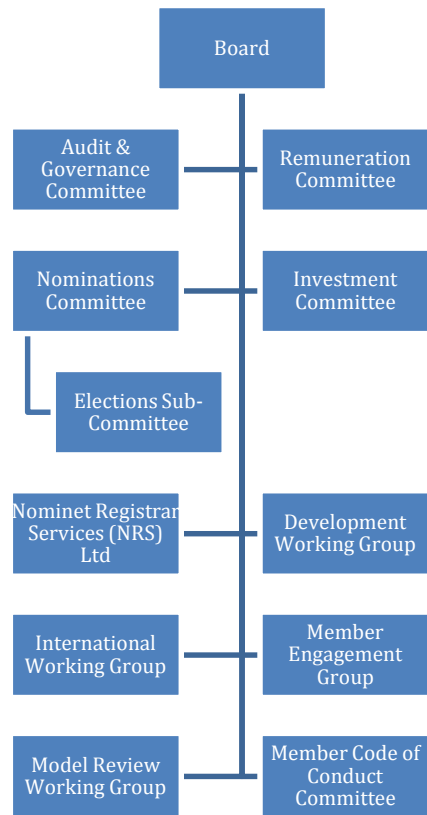 Board
Audit &
Governance
Committee
Remuneration
Committee
Nominations
Committee
Investment
Committee
Elections Sub-
Committee
Nominet Registrar
Services (NRS)
Ltd
Development
Working Group
International
Working Group
Member
Engagement
Group
Model Review
Working Group
Member Code of
Conduct
Committee